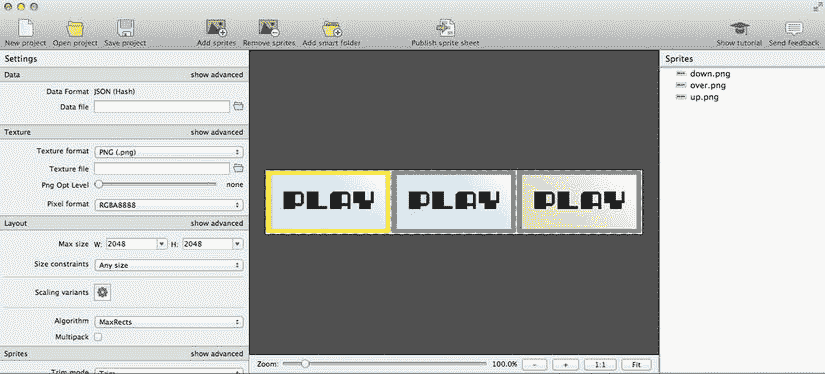 New project Open project Save project Add sprites Remove sprites Add smart folder Publish sprite sheet Show tutorial Send feedback
Settings
Data show advanced
Data Format JSON (Hash)
Data file
Texture show advanced
Texture format PNG (.png)
Texture file
Png Opt Level none
Pixel format RGBA8888
Layout show advanced
Max size W: 2048 H: 2048
Size constraints Any size
Scaling variants
Algorithm MaxRects
Multipack
Sprites show advanced
Trim mode Trim
PLAY PLAY PLAY
Zoom: 100.0% - + 1:1 Fit
Sprites
down.png
over.png
up.png